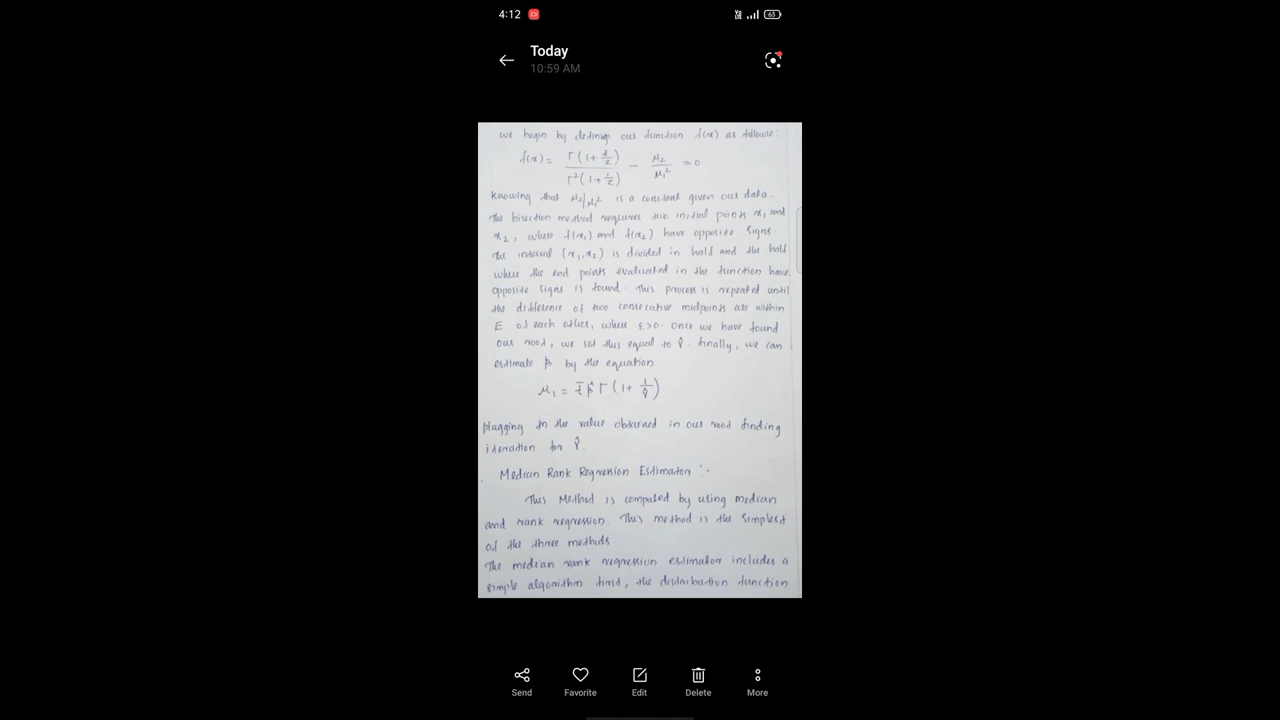 4:12
65
Today
10:59 AM
we begin by defining our function f(x) as follows:
f(x) = Γ(1+2/x) / Γ²(1+1/x) − μ₂/μ₁² = 0
knowing that μ₂/μ₁² is a constant given our data.
The bisection method requires two initial points x₁ and
x₂, where f(x₁) and f(x₂) have opposite signs.
The interval (x₁,x₂) is divided in half and the half
where the end points evaluated in the function have
opposite signs is found. This process is repeated until
the difference of two consecutive midpoints are within
E of each other, where ε>0. once we have found
our root, we set this equal to γ̂. finally, we can
estimate β by the equation
μ₁ = β̂ Γ(1+ 1/γ̂)
plugging in the value obtained in our root finding
iteration for γ̂.
Median Rank Regression Estimator :-
This Method is computed by using median
and rank regression. This method is the simplest
of the three methods.
The median rank regression estimator includes a
simple algorithm. first, the distribution function
Send
Favorite
Edit
Delete
More